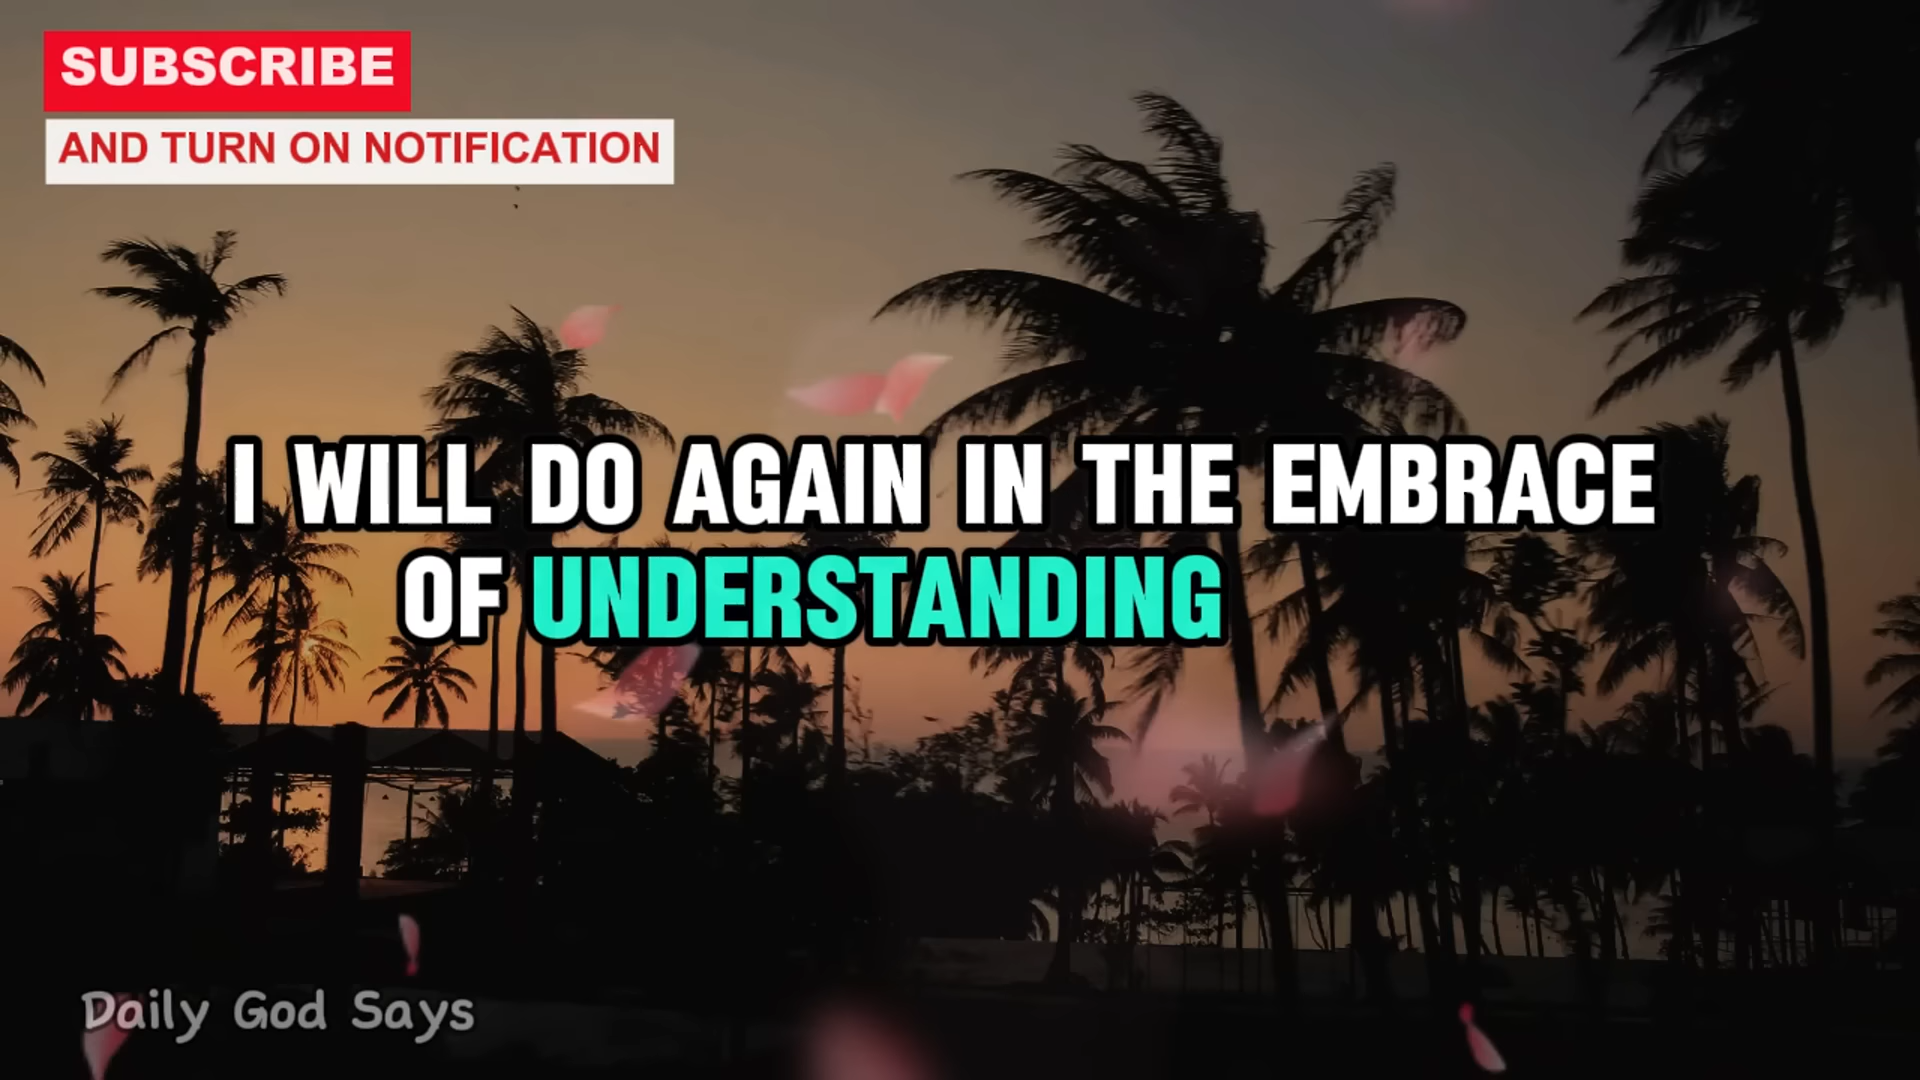 SUBSCRIBE
AND TURN ON NOTIFICATION
I WILL DO AGAIN IN THE EMBRACE
OF UNDERSTANDING
Daily God Says